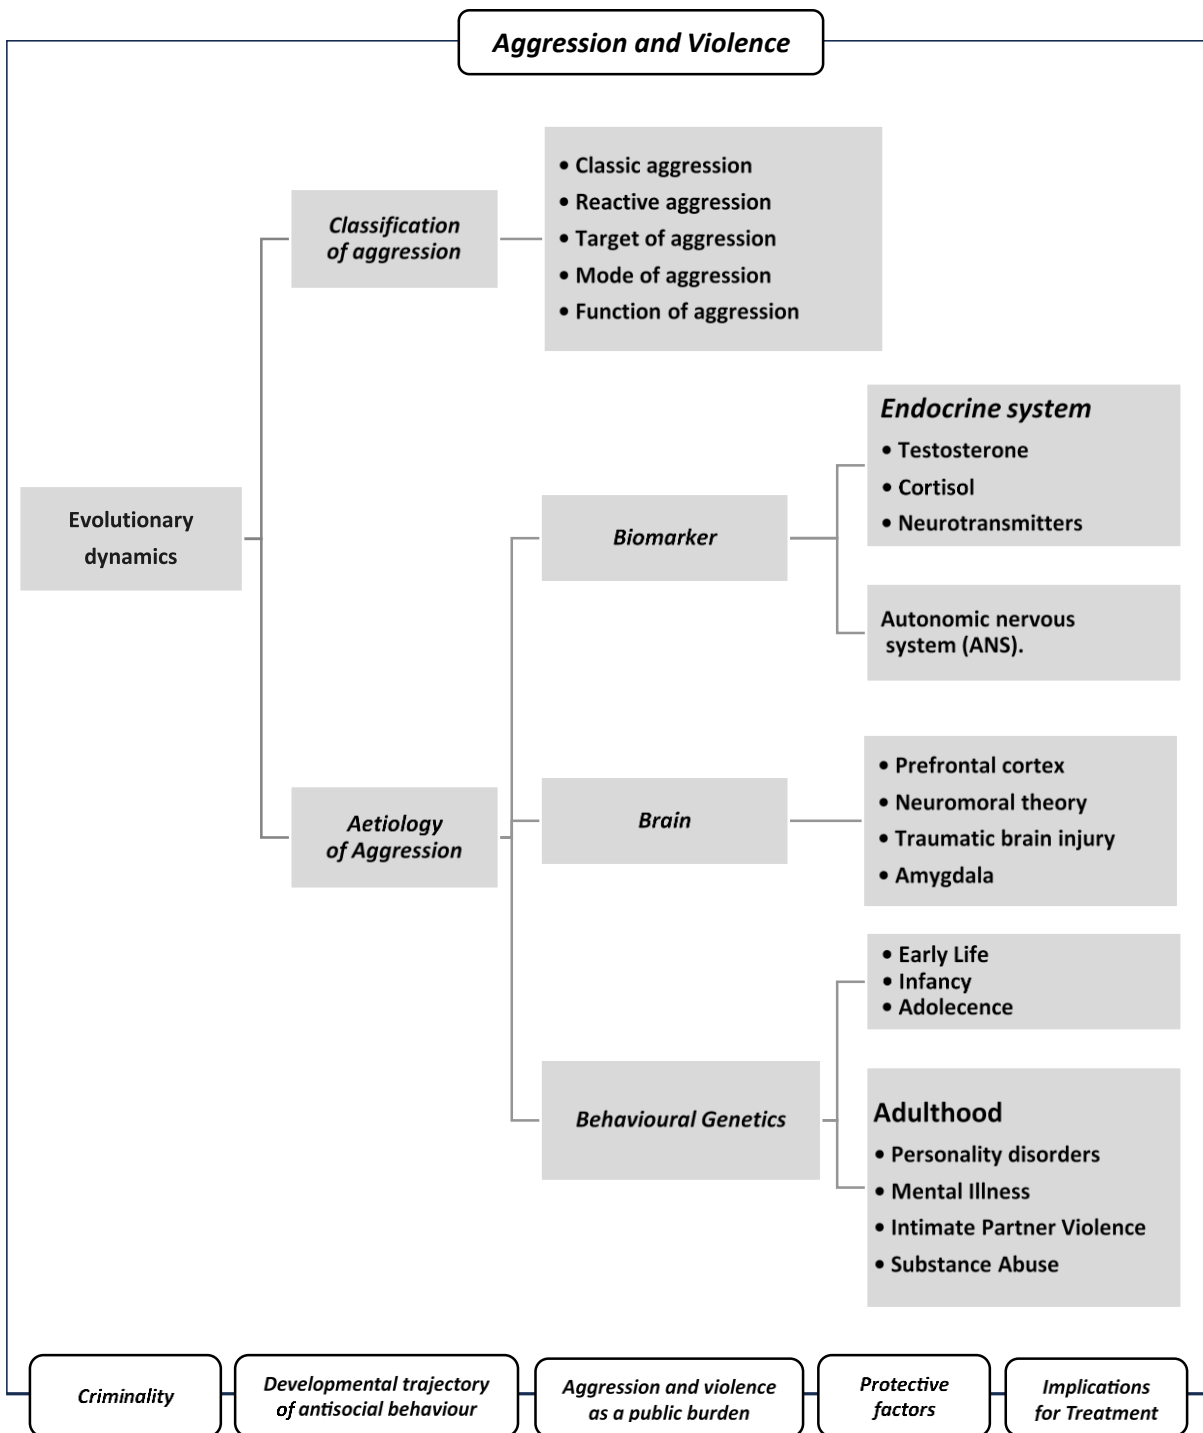 Aggression and Violence
• Classic aggression
• Reactive aggression
• Target of aggression
• Mode of aggression
• Function of aggression
Classification
of aggression
Endocrine system
• Testosterone
• Cortisol
• Neurotransmitters
Evolutionary
dynamics
Biomarker
Autonomic nervous
system (ANS).
• Prefrontal cortex
• Neuromoral theory
• Traumatic brain injury
• Amygdala
Brain
Aetiology
of Aggression
• Early Life
• Infancy
• Adolecence
Behavioural Genetics
Adulthood
• Personality disorders
• Mental Illness
• Intimate Partner Violence
• Substance Abuse
Criminality
Developmental trajectory
of antisocial behaviour
Aggression and violence
as a public burden
Protective
factors
Implications
for Treatment